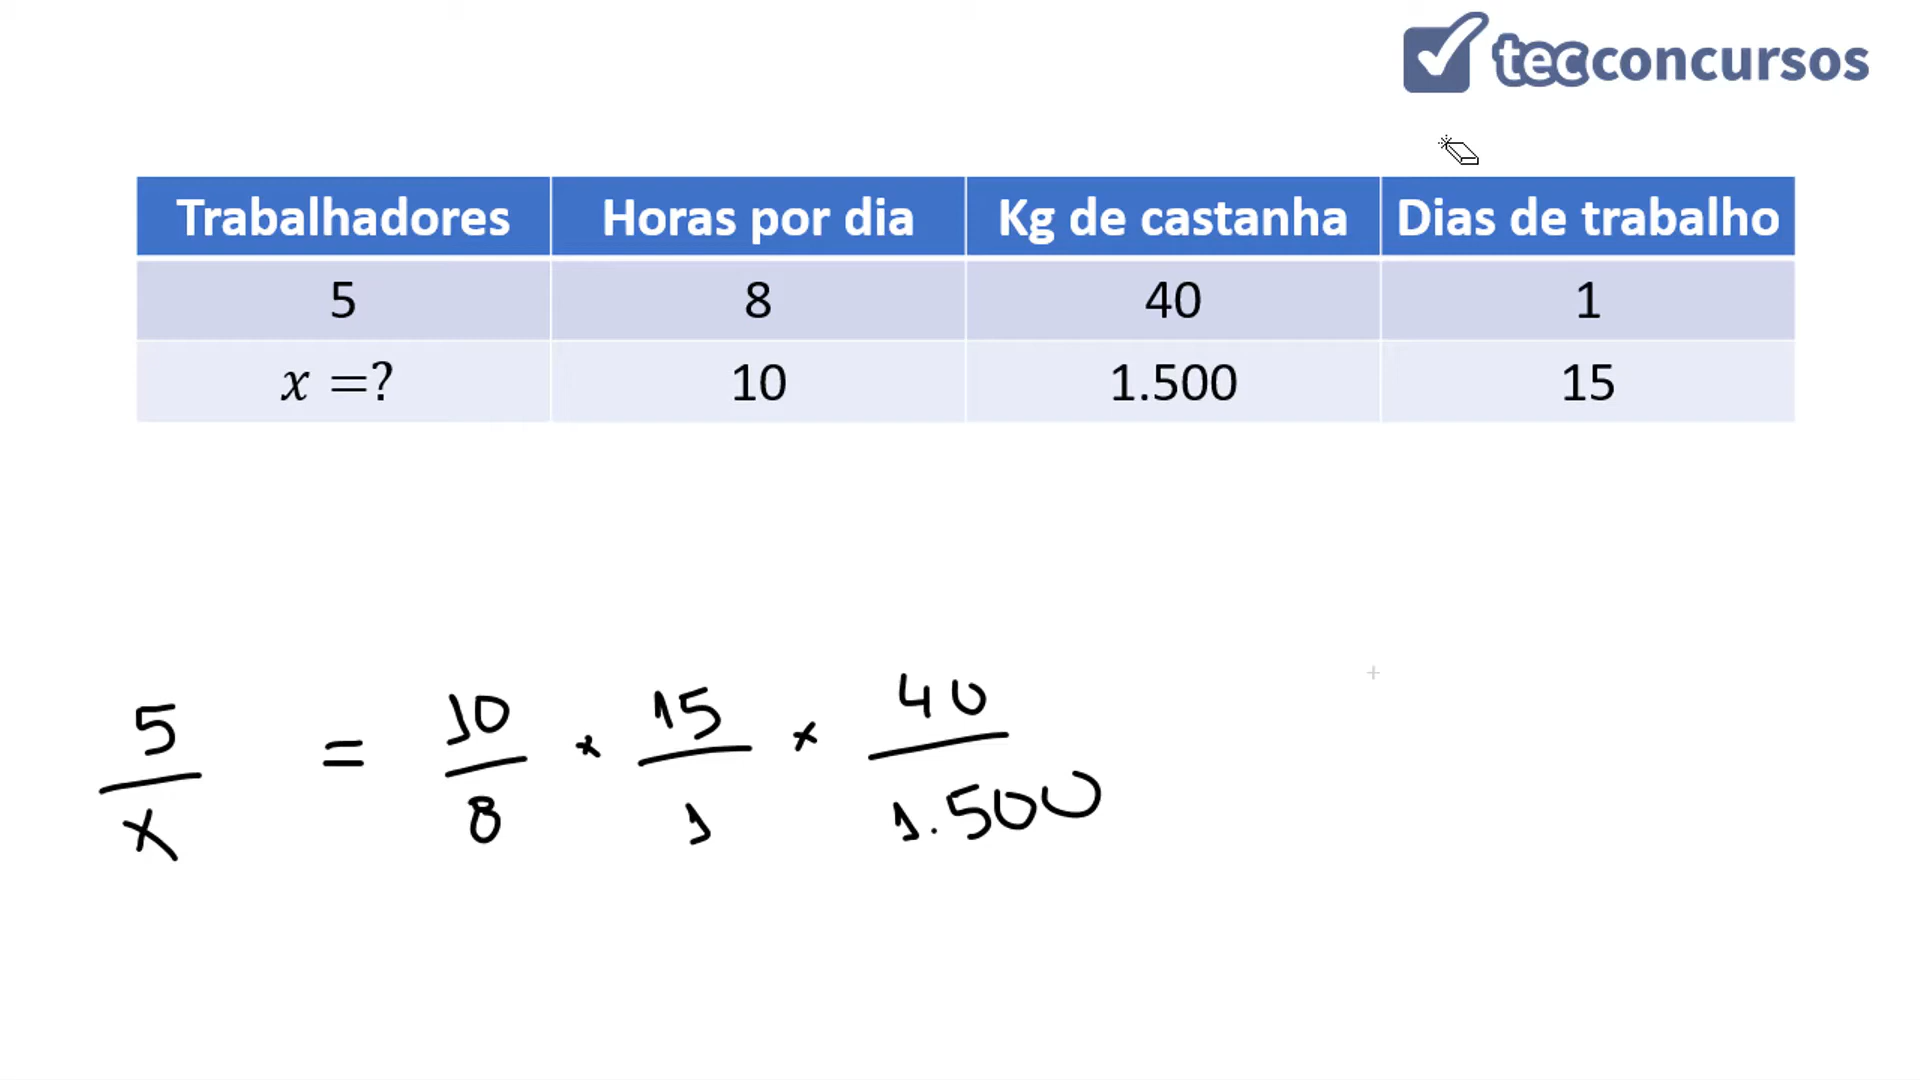 tecconcursos
Trabalhadores Horas por dia Kg de castanha Dias de trabalho
5 8 40 1
x =? 10 1.500 15
5/x = 10/8 × 15/1 × 40/1.500